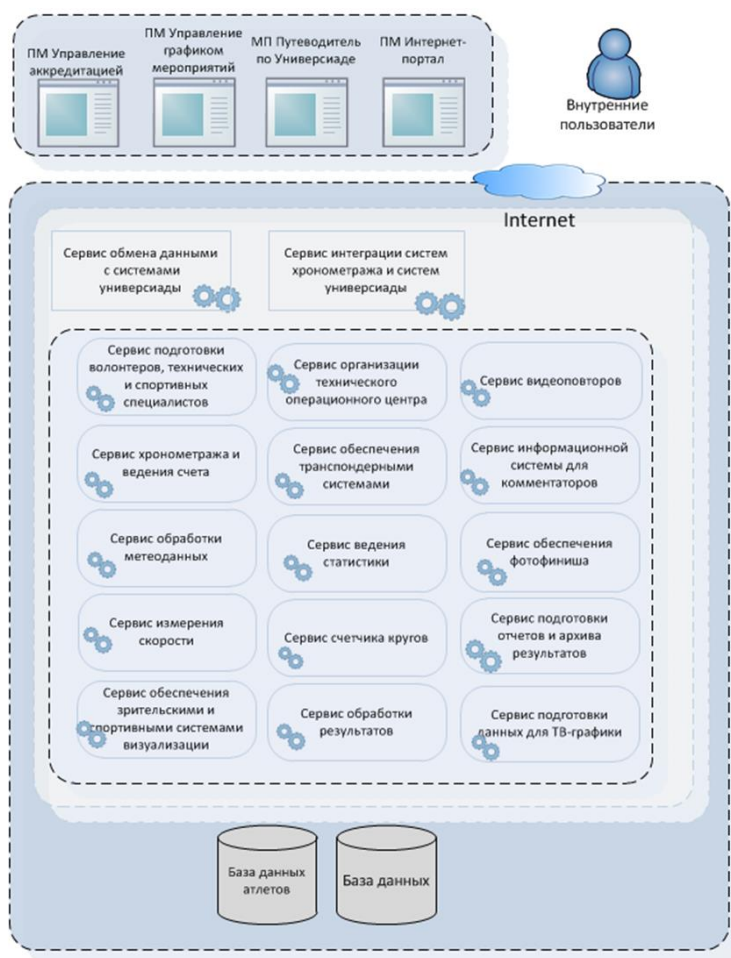 ПМ Управление
аккредитацией
ПМ Управление
графиком
мероприятий
МП Путеводитель
по Универсиаде
ПМ Интернет-
портал
Внутренние
пользователи
Internet
Сервис обмена данными
с системами
универсиады
Сервис интеграции систем
хронометража и систем
универсиады
Сервис подготовки
волонтеров, технических
и спортивных
специалистов
Сервис организации
технического
операционного центра
Сервис видеоповторов
Сервис хронометража и
ведения счета
Сервис обеспечения
транспондерными
системами
Сервис информационной
системы для
комментаторов
Сервис обработки
метеоданных
Сервис ведения
статистики
Сервис обеспечения
фотофиниша
Сервис измерения
скорости
Сервис счетчика кругов
Сервис подготовки
отчетов и архива
результатов
Сервис обеспечения
зрительскими и
спортивными системами
визуализации
Сервис обработки
результатов
Сервис подготовки
данных для ТВ-графики
База данных
атлетов
База данных